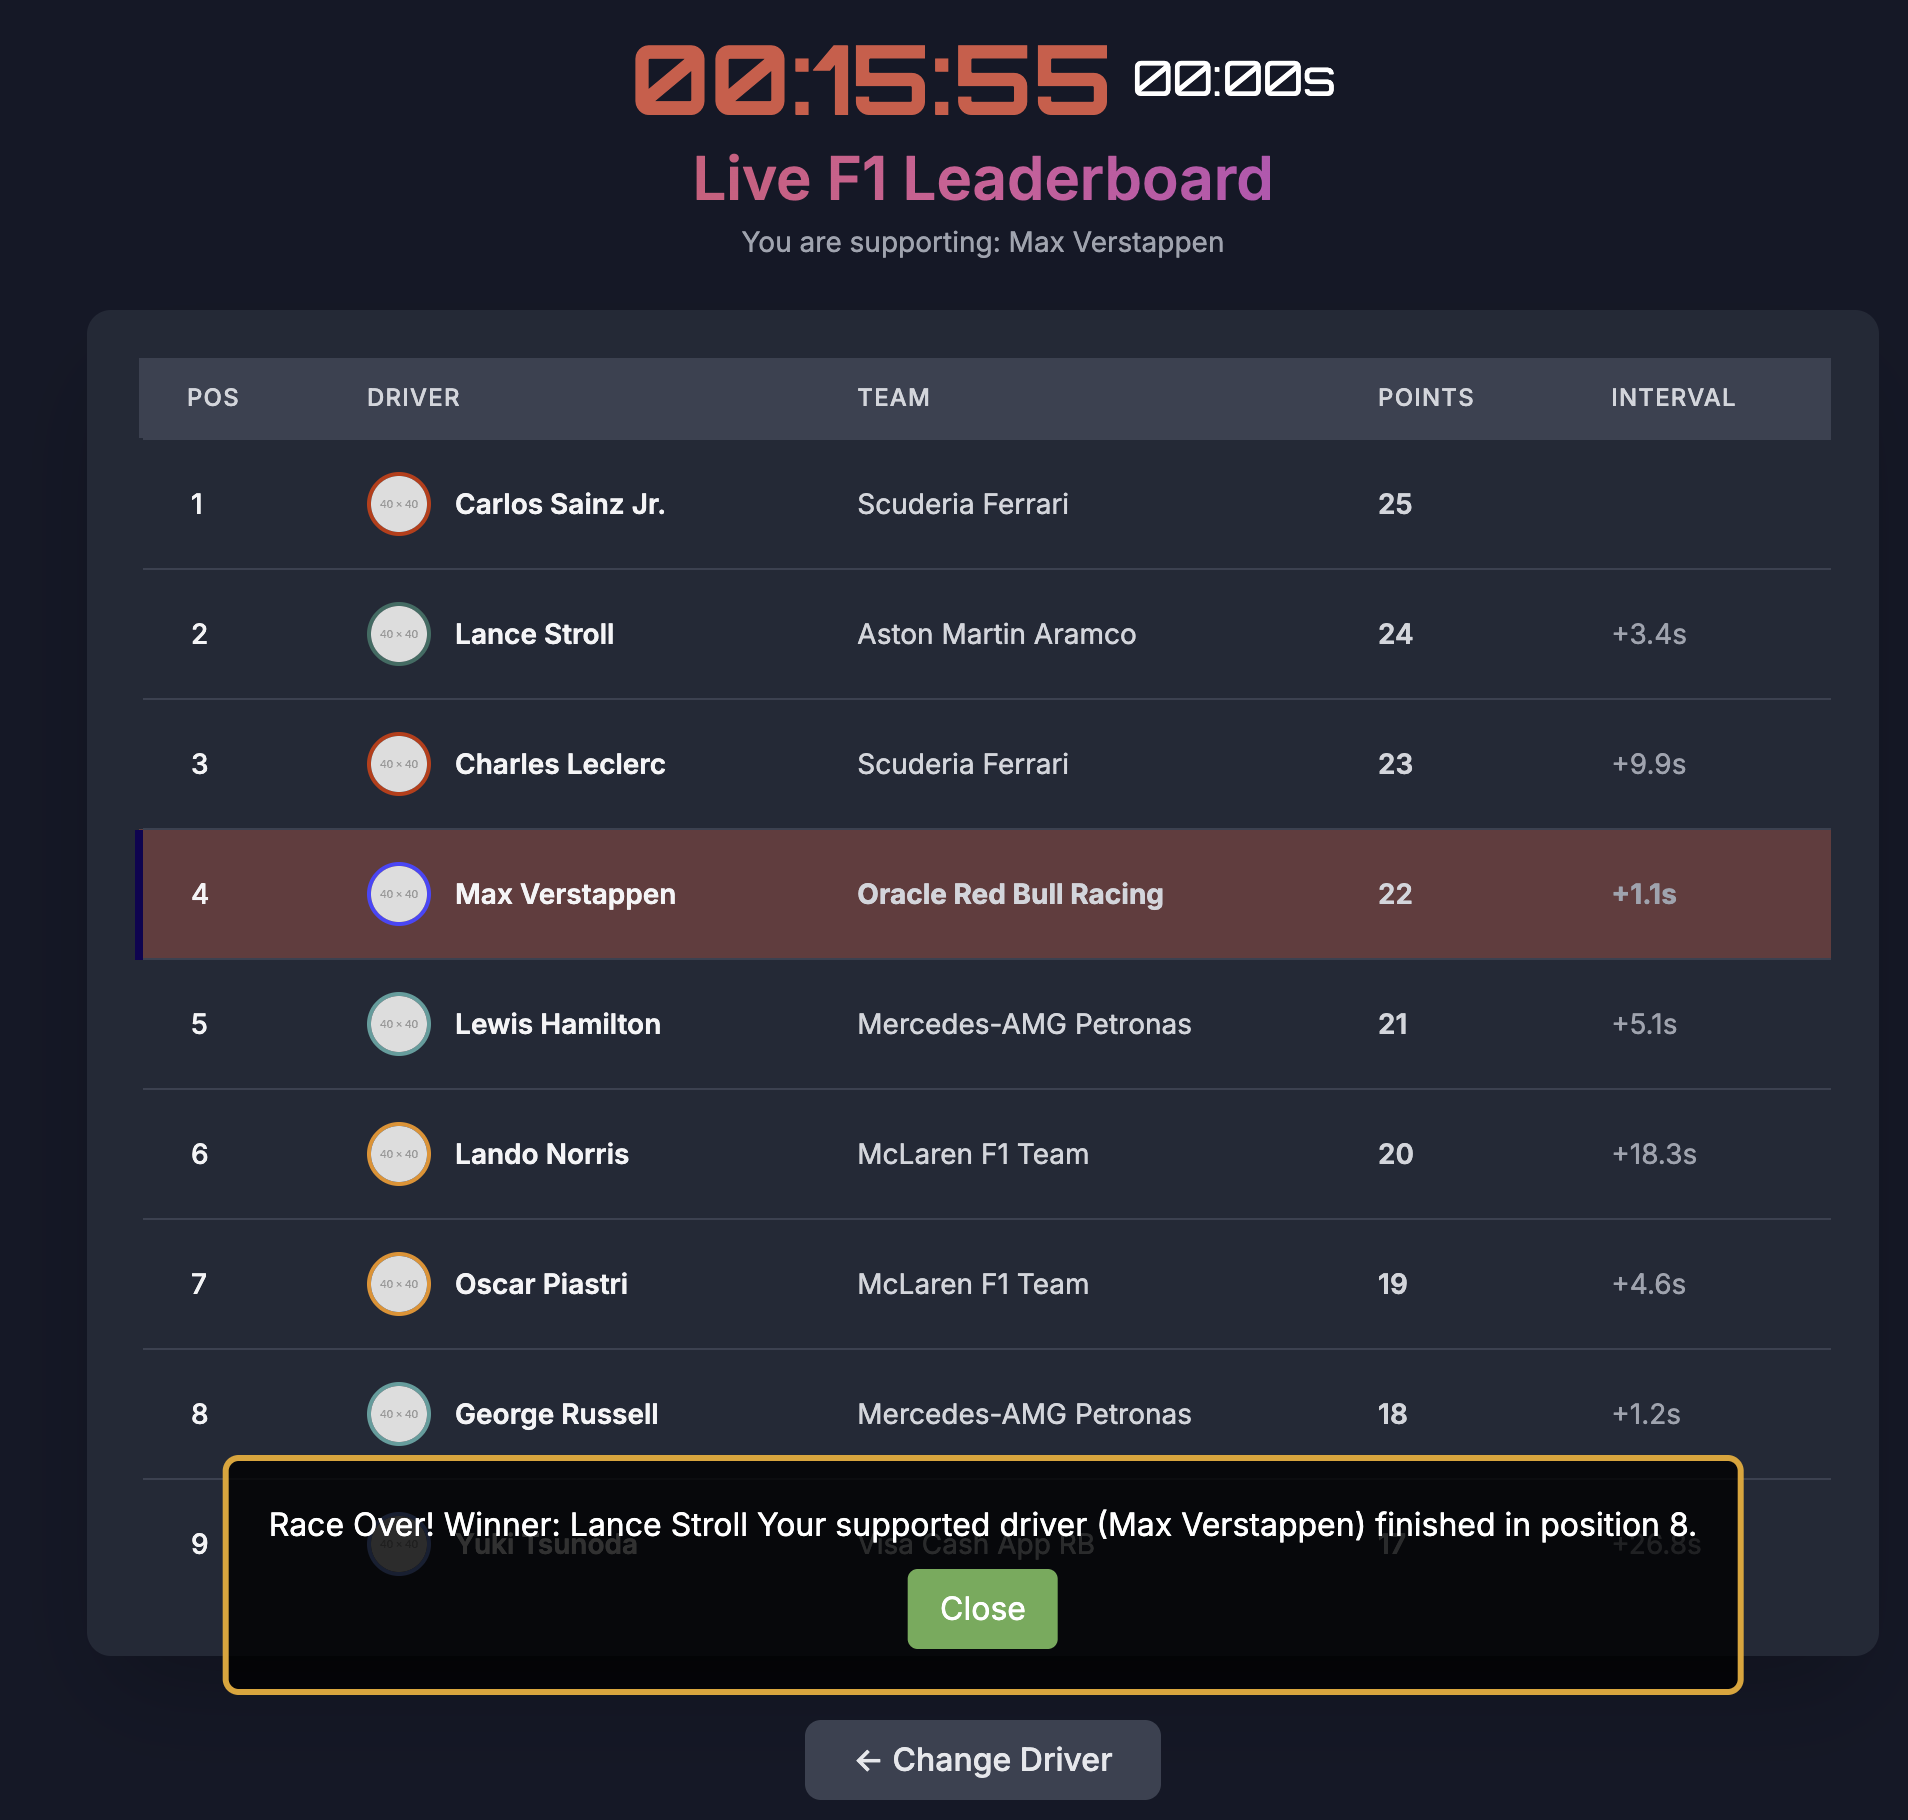 00:15:55 00:00s
Live F1 Leaderboard
You are supporting: Max Verstappen
POS DRIVER TEAM POINTS INTERVAL
1 40 × 40 Carlos Sainz Jr. Scuderia Ferrari 25
2 40 × 40 Lance Stroll Aston Martin Aramco 24 +3.4s
3 40 × 40 Charles Leclerc Scuderia Ferrari 23 +9.9s
4 40 × 40 Max Verstappen Oracle Red Bull Racing 22 +1.1s
5 40 × 40 Lewis Hamilton Mercedes-AMG Petronas 21 +5.1s
6 40 × 40 Lando Norris McLaren F1 Team 20 +18.3s
7 40 × 40 Oscar Piastri McLaren F1 Team 19 +4.6s
8 40 × 40 George Russell Mercedes-AMG Petronas 18 +1.2s
Race Over! Winner: Lance Stroll Your supported driver (Max Verstappen) finished in position 8.
9 40 × 40 Yuki Tsunoda Visa Cash App RB 17 +26.8s
Close
← Change Driver